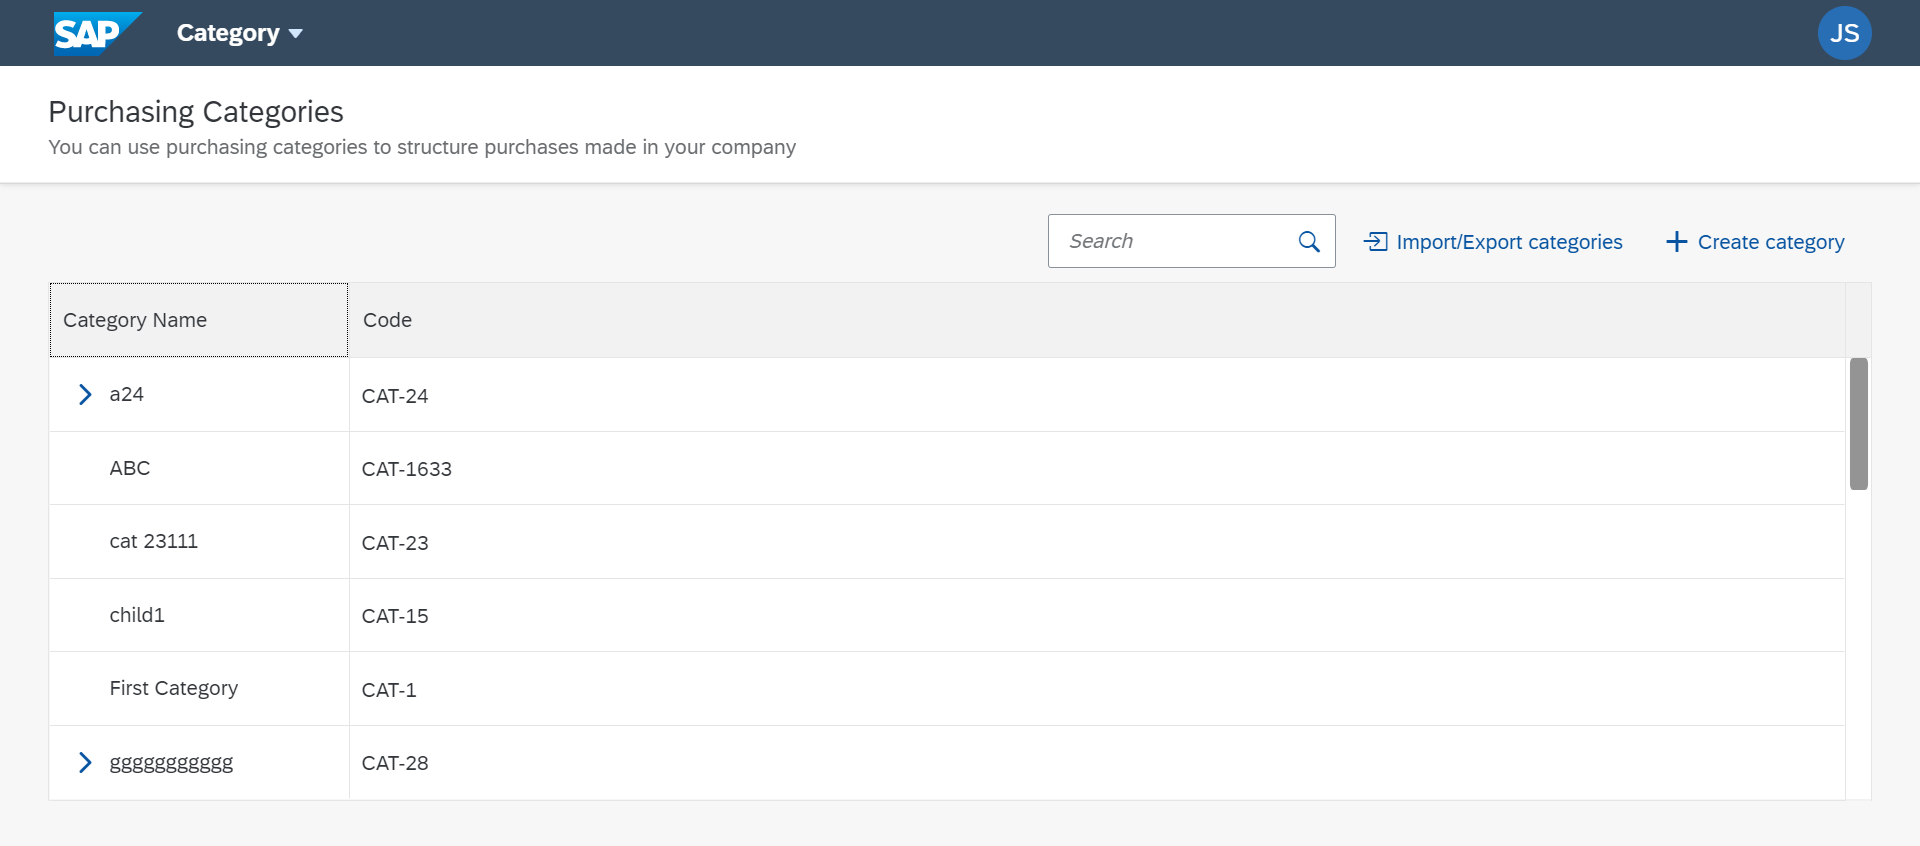 SAP Category JS
Purchasing Categories
You can use purchasing categories to structure purchases made in your company
Search Import/Export categories Create category
Category Name Code
a24 CAT-24
ABC CAT-1633
cat 23111 CAT-23
child1 CAT-15
First Category CAT-1
ggggggggggg CAT-28